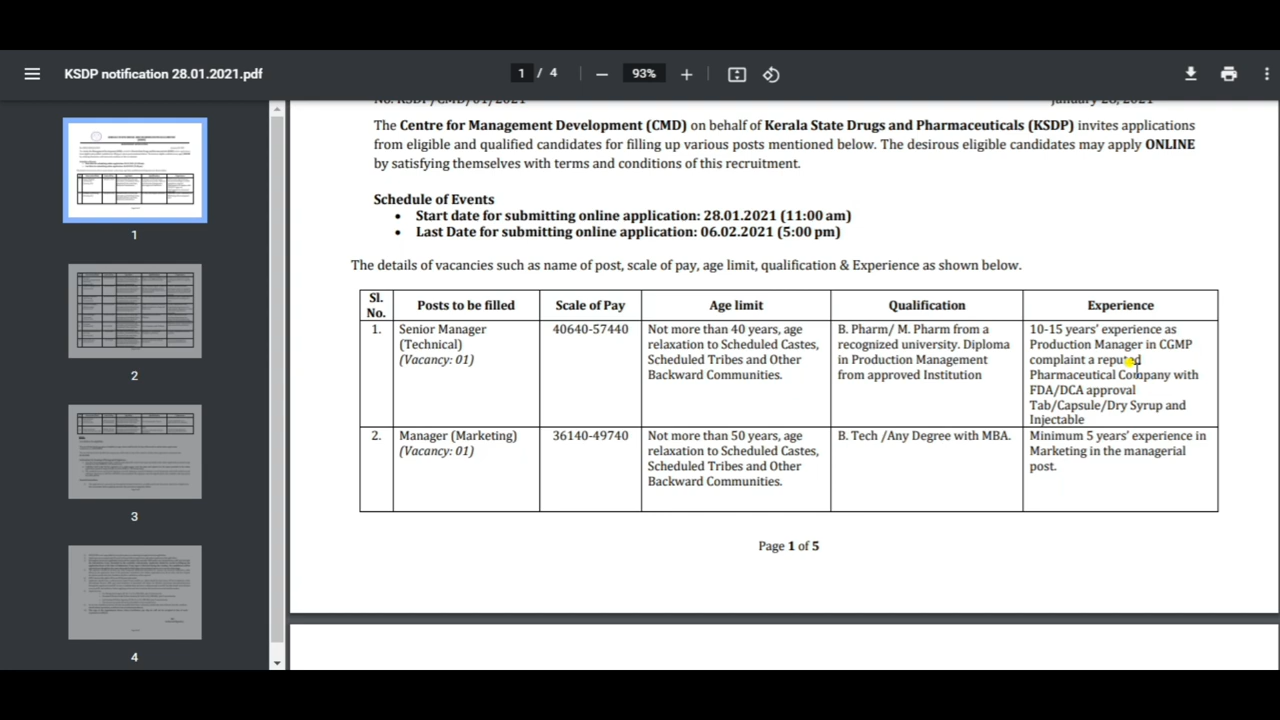 KSDP notification 28.01.2021.pdf
1 / 4
93%
No. KSDP/CMD/01/2021 January 28, 2021
The Centre for Management Development (CMD) on behalf of Kerala State Drugs and Pharmaceuticals (KSDP) invites applications
from eligible and qualified candidates for filling up various posts mentioned below. The desirous eligible candidates may apply ONLINE
by satisfying themselves with terms and conditions of this recruitment.
Schedule of Events
• Start date for submitting online application: 28.01.2021 (11:00 am)
• Last Date for submitting online application: 06.02.2021 (5:00 pm)
The details of vacancies such as name of post, scale of pay, age limit, qualification & Experience as shown below.
Sl. No. Posts to be filled Scale of Pay Age limit Qualification Experience
1. Senior Manager 40640-57440 Not more than 40 years, age B. Pharm/ M. Pharm from a 10-15 years' experience as
(Technical) relaxation to Scheduled Castes, recognized university. Diploma Production Manager in CGMP
(Vacancy: 01) Scheduled Tribes and Other in Production Management complaint a reputed
Backward Communities. from approved Institution Pharmaceutical Company with
FDA/DCA approval
Tab/Capsule/Dry Syrup and
Injectable
2. Manager (Marketing) 36140-49740 Not more than 50 years, age B. Tech /Any Degree with MBA. Minimum 5 years' experience in
(Vacancy: 01) relaxation to Scheduled Castes, Marketing in the managerial
Scheduled Tribes and Other post.
Backward Communities.
Page 1 of 5
1
2
3
4